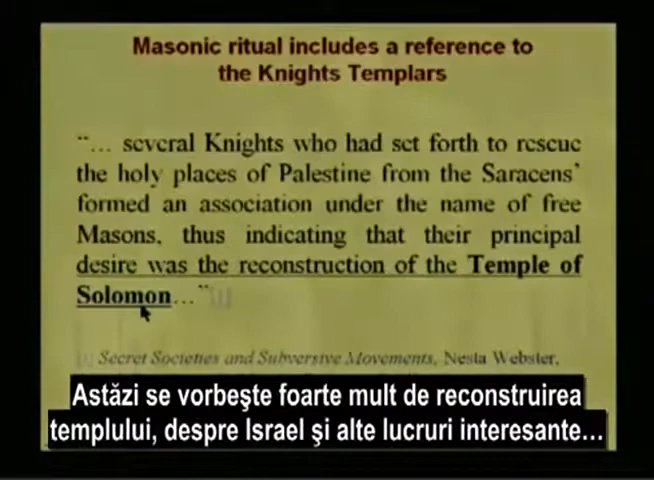 Masonic ritual includes a reference to
the Knights Templars
"... several Knights who had set forth to rescue
the holy places of Palestine from the Saracens'
formed an association under the name of free
Masons, thus indicating that their principal
desire was the reconstruction of the Temple of
Solomon..."
Secret Societies and Subversive Movements, Nesta Webster,
Astăzi se vorbeşte foarte mult de reconstruirea
templului, despre Israel şi alte lucruri interesante...